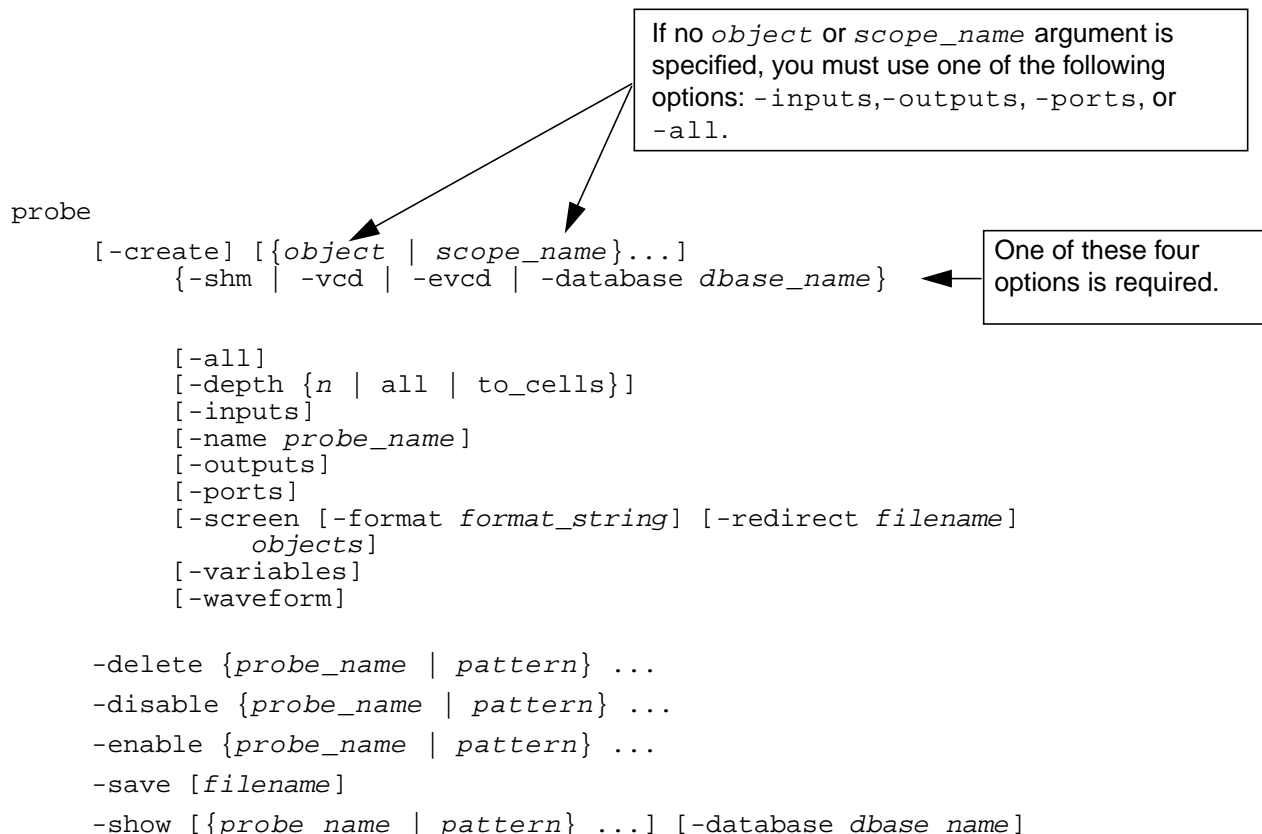 If no object or scope_name argument is
specified, you must use one of the following
options: -inputs,-outputs, -ports, or
-all.
probe
[-create] [{object | scope_name}...]
{-shm | -vcd | -evcd | -database dbase_name}
One of these four
options is required.
[-all]
[-depth {n | all | to_cells}]
[-inputs]
[-name probe_name]
[-outputs]
[-ports]
[-screen [-format format_string] [-redirect filename]
objects]
[-variables]
[-waveform]
-delete {probe_name | pattern} ...
-disable {probe_name | pattern} ...
-enable {probe_name | pattern} ...
-save [filename]
-show [{probe_name | pattern} ...] [-database dbase_name]